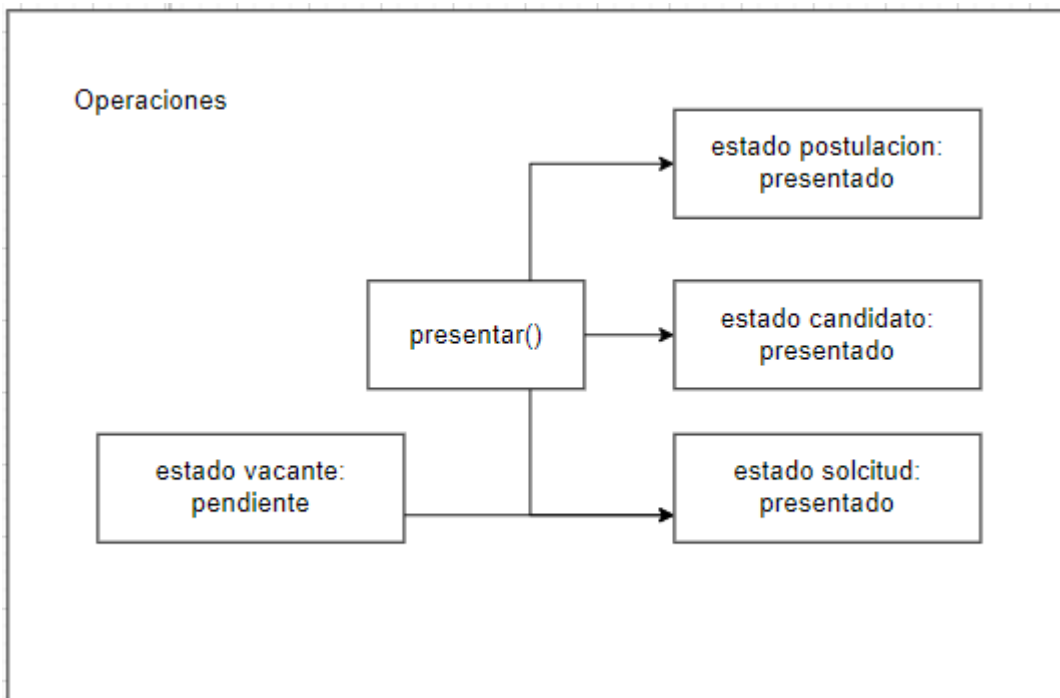 Operaciones
estado postulacion:
presentado
presentar()
estado candidato:
presentado
estado vacante:
pendiente
estado solcitud:
presentado